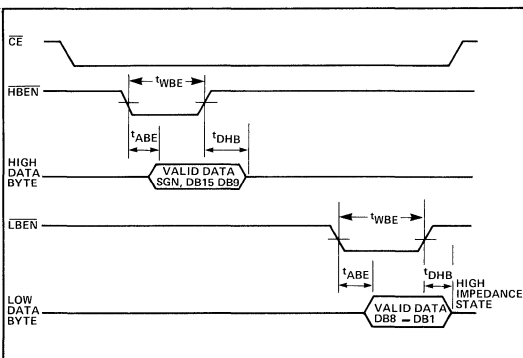 CE
HBEN
tWBE
tABE
tDHB
HIGH
DATA
BYTE
VALID DATA
SGN, DB15 DB9
LBEN
tWBE
tABE
tDHB
HIGH
IMPEDANCE
STATE
LOW
DATA
BYTE
VALID DATA
DB8 – DB1